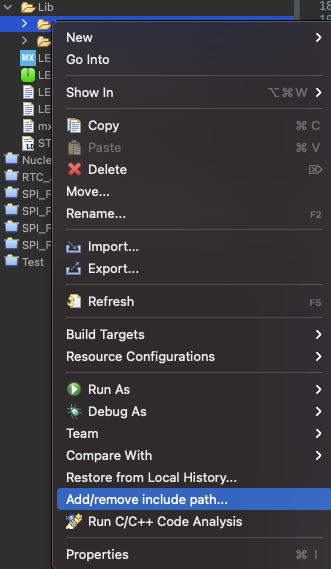 Lib
18
New
Go Into
Show In ⌥⌘W
Copy ⌘ C
Paste ⌘ V
Delete ⌦
Move...
Rename... F2
Import...
Export...
Refresh F5
Build Targets
Resource Configurations
Run As
Debug As
Team
Compare With
Restore from Local History...
Add/remove include path...
Run C/C++ Code Analysis
Properties ⌘ I
MX LE
LE
LE
LE
mx
ST
Nucle
RTC_
SPI_F
SPI_F
SPI_F
SPI_F
Test